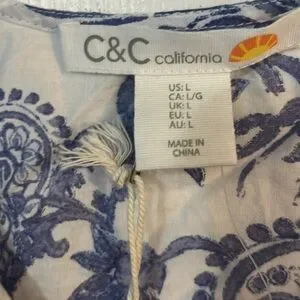 C&C california
US: L
CA: L/G
UK: L
EU: L
AU: L
MADE IN
CHINA